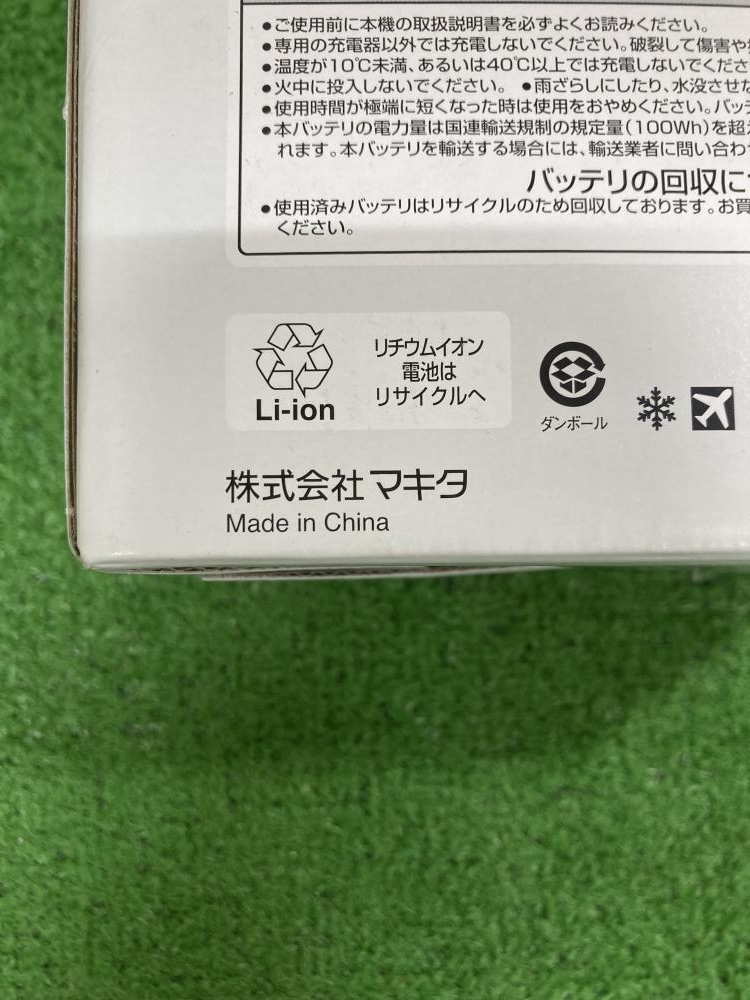 ●ご使用前に本機の取扱説明書を必ずよくお読みください。
●専用の充電器以外では充電しないでください。破裂して傷害や
●温度が10℃未満、あるいは40℃以上では充電しないでくださ
●火中に投入しないでください。 ●雨ざらしにしたり、水没させな
●使用時間が極端に短くなった時は使用をおやめください。バッテ
●本バッテリの電力量は国連輸送規制の規定量(100Wh)を超え
れます。本バッテリを輸送する場合には、輸送業者に問い合わ
バッテリの回収に
●使用済みバッテリはリサイクルのため回収しております。お買
ください。
リチウムイオン
電池は
リサイクルへ
Li-ion
ダンボール
株式会社マキタ
Made in China